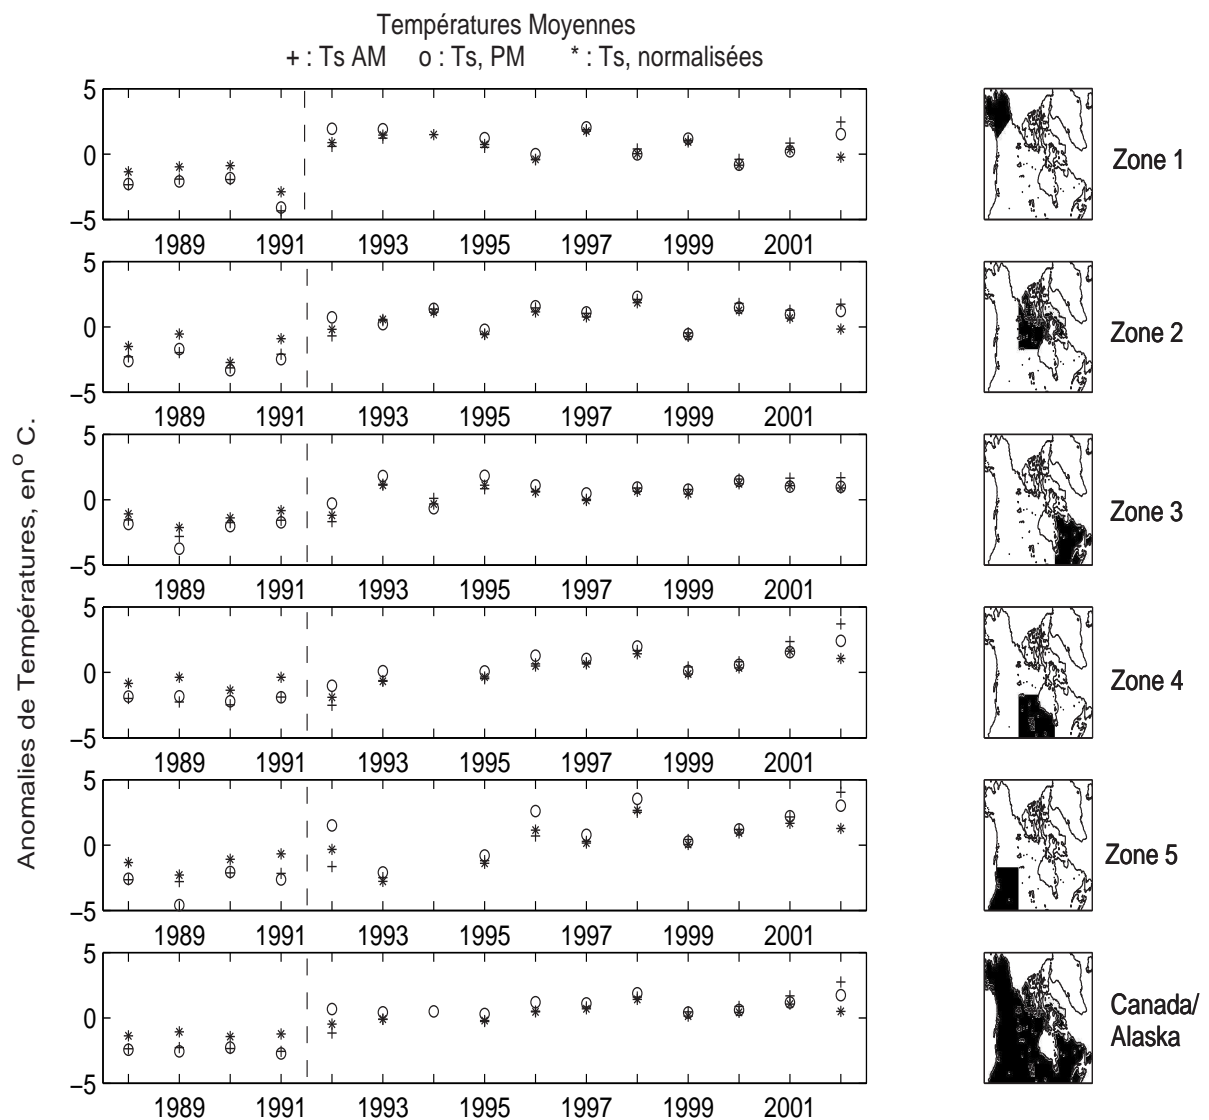 Températures Moyennes
+ : Ts AM o : Ts, PM * : Ts, normalisées
Anomalies de Températures, en° C.
5
0
−5
1989 1991 1993 1995 1997 1999 2001
Zone 1
5
0
−5
1989 1991 1993 1995 1997 1999 2001
Zone 2
5
0
−5
1989 1991 1993 1995 1997 1999 2001
Zone 3
5
0
−5
1989 1991 1993 1995 1997 1999 2001
Zone 4
5
0
−5
1989 1991 1993 1995 1997 1999 2001
Zone 5
5
0
−5
1989 1991 1993 1995 1997 1999 2001
Canada/
Alaska